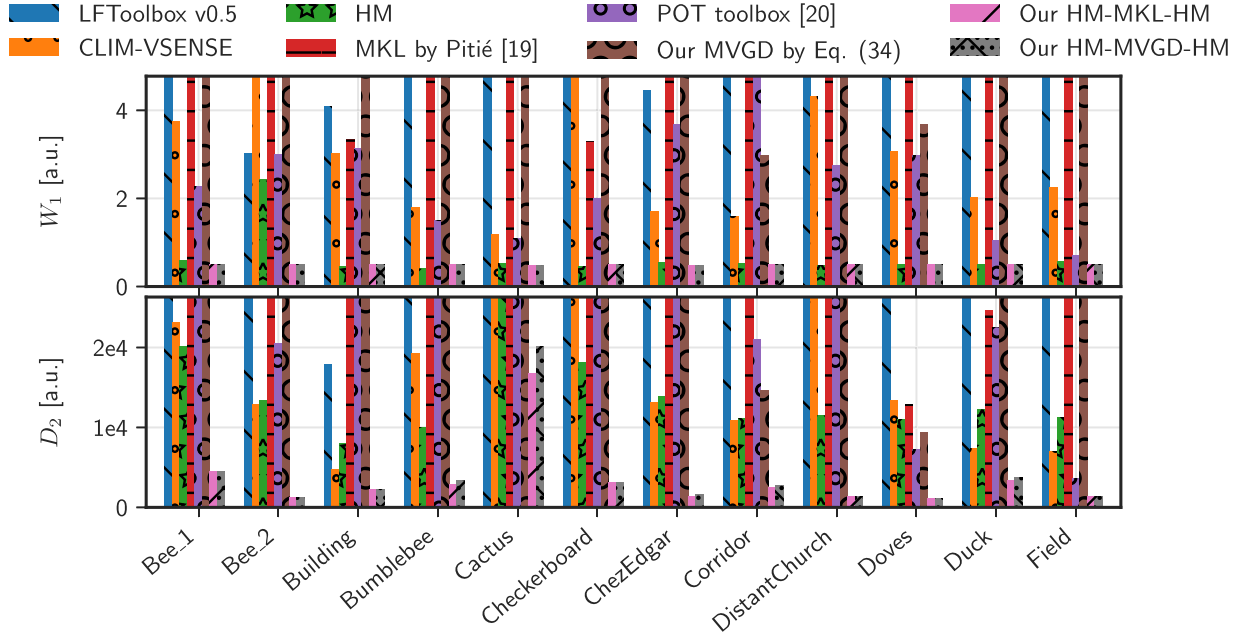 LFToolbox v0.5 HM POT toolbox [20] Our HM-MKL-HM
CLIM-VSENSE MKL by Pitié [19] Our MVGD by Eq. (34) Our HM-MVGD-HM
4
2
0
W1 [a.u.]
2e4
1e4
0
D2 [a.u.]
Bee_1 Bee_2 Building Bumblebee Cactus Checkerboard ChezEdgar Corridor DistantChurch Doves Duck Field